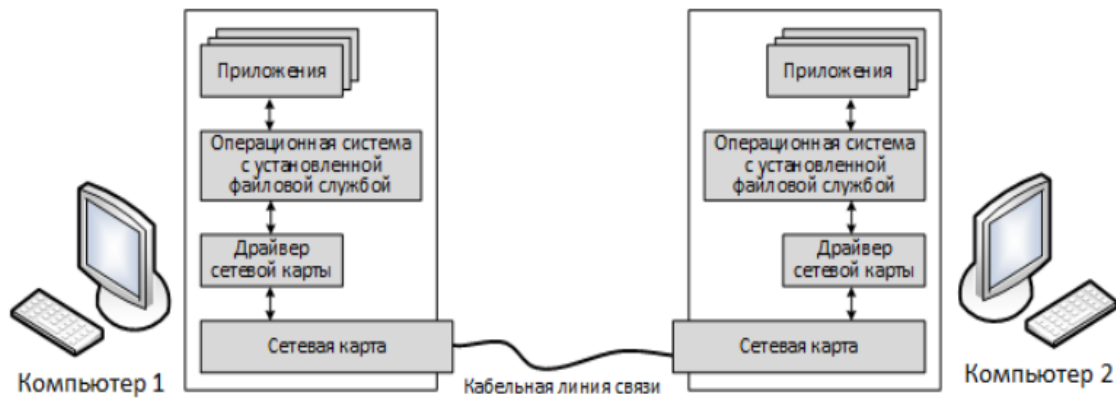 Приложения
Операционная система
с установленной
файловой службой
Драйвер
сетевой карты
Сетевая карта
Компьютер 1
Кабельная линия связи
Приложения
Операционная система
с установленной
файловой службой
Драйвер
сетевой карты
Сетевая карта
Компьютер 2